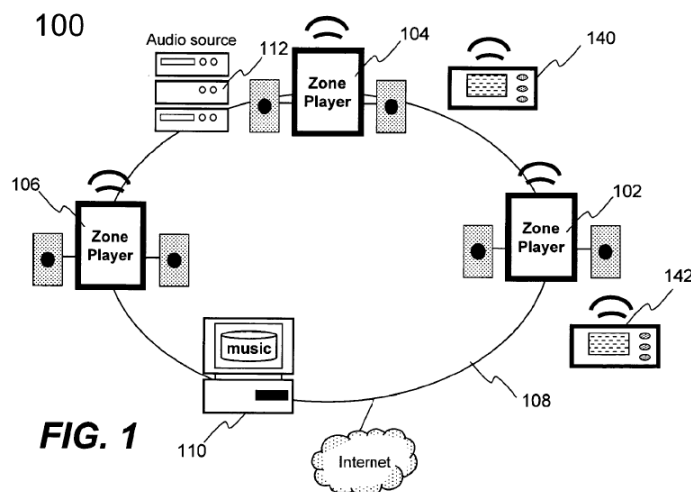 100
Audio source
112
104
140
Zone
Player
106
102
Zone
Player
Zone
Player
142
music
108
FIG. 1
110
Internet